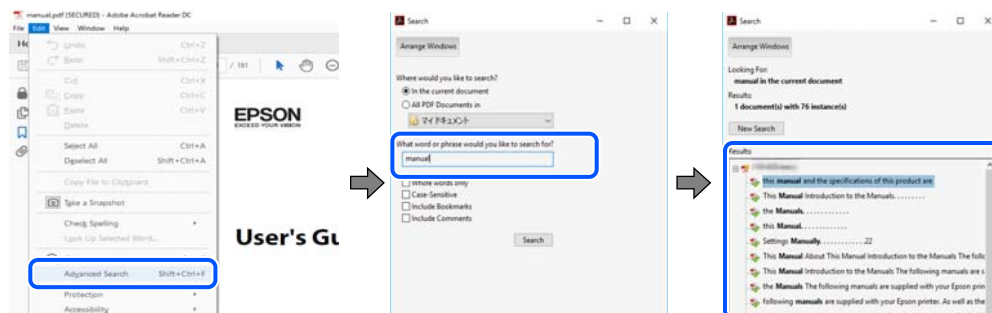 manual.pdf (SECURED) - Adobe Acrobat Reader DC
File Edit View Window Help
Undo Ctrl+Z
Redo Shift+Ctrl+Z
Cut Ctrl+X
Copy Ctrl+C
Paste Ctrl+V
Delete
Select All Ctrl+A
Deselect All Shift+Ctrl+A
Copy File to Clipboard
Take a Snapshot
Check Spelling
Look Up Selected Word...
Advanced Search Shift+Ctrl+F
Protection
Accessibility
/ 181
EPSON
EXCEED YOUR VISION
User's Gu
Search
Arrange Windows
Where would you like to search?
In the current document
All PDF Documents in
マイ ドキュメント
What word or phrase would you like to search for?
manual
Whole words only
Case-Sensitive
Include Bookmarks
Include Comments
Search
Search
Arrange Windows
Looking For:
manual in the current document
Results:
1 document(s) with 76 instance(s)
New Search
Results:
this manual and the specifications of this product are
This Manual Introduction to the Manuals.........
the Manuals.............
this Manual.............
Settings Manually..............22
This Manual About This Manual Introduction to the Manuals The follo
This Manual Introduction to the Manuals The following manuals are s
the Manuals The following manuals are supplied with your Epson prin
following manuals are supplied with your Epson printer. As well as the